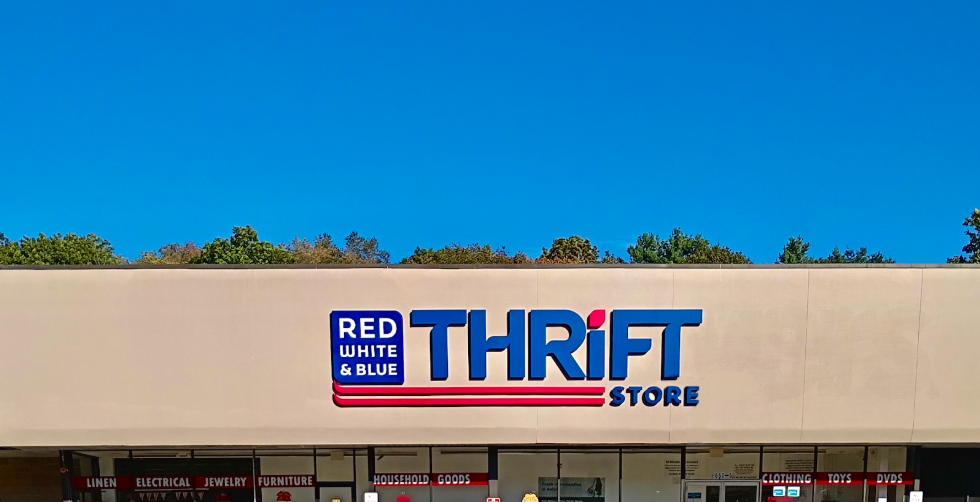 RED
WHITE
& BLUE
THRiFT
STORE
LINEN ELECTRICAL JEWELRY FURNITURE HOUSEHOLD GOODS CLOTHING TOYS DVDS